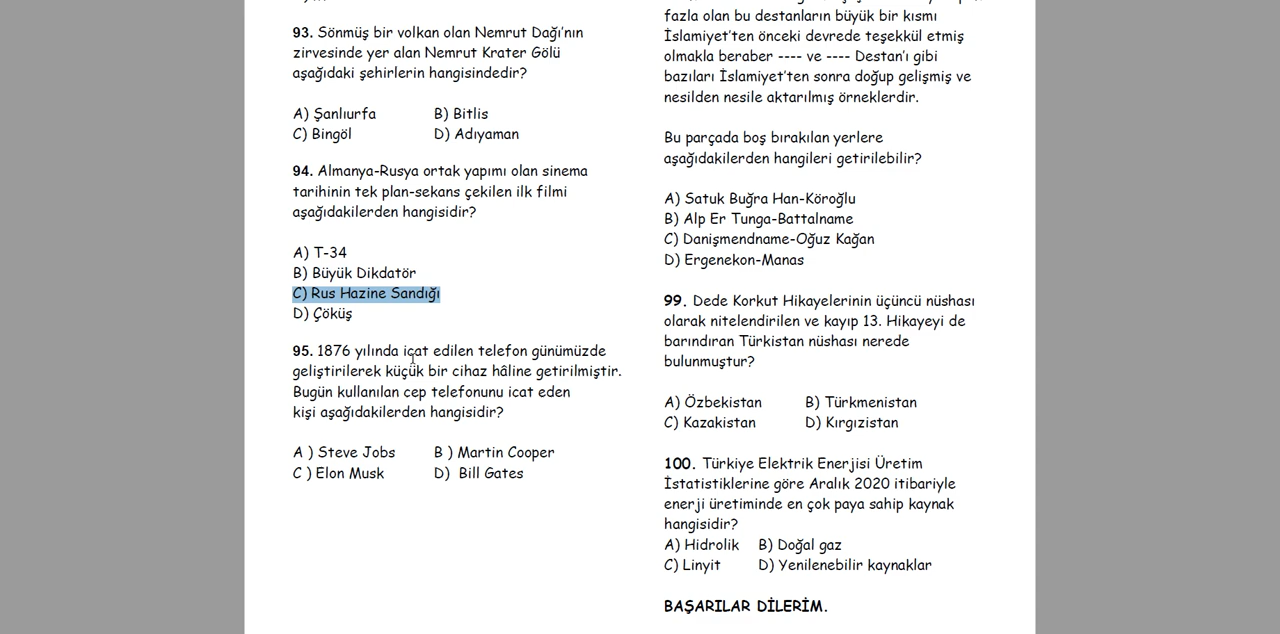 93. Sönmüş bir volkan olan Nemrut Dağı'nın
zirvesinde yer alan Nemrut Krater Gölü
aşağıdaki şehirlerin hangisindedir?
A) Şanlıurfa B) Bitlis
C) Bingöl D) Adıyaman
94. Almanya-Rusya ortak yapımı olan sinema
tarihinin tek plan-sekans çekilen ilk filmi
aşağıdakilerden hangisidir?
A) T-34
B) Büyük Dikdatör
C) Rus Hazine Sandığı
D) Çöküş
95. 1876 yılında icat edilen telefon günümüzde
geliştirilerek küçük bir cihaz hâline getirilmiştir.
Bugün kullanılan cep telefonunu icat eden
kişi aşağıdakilerden hangisidir?
A ) Steve Jobs B ) Martin Cooper
C ) Elon Musk D) Bill Gates
fazla olan bu destanların büyük bir kısmı
İslamiyet'ten önceki devrede teşekkül etmiş
olmakla beraber ---- ve ---- Destan'ı gibi
bazıları İslamiyet'ten sonra doğup gelişmiş ve
nesilden nesile aktarılmış örneklerdir.
Bu parçada boş bırakılan yerlere
aşağıdakilerden hangileri getirilebilir?
A) Satuk Buğra Han-Köroğlu
B) Alp Er Tunga-Battalname
C) Danişmendname-Oğuz Kağan
D) Ergenekon-Manas
99. Dede Korkut Hikayelerinin üçüncü nüshası
olarak nitelendirilen ve kayıp 13. Hikayeyi de
barındıran Türkistan nüshası nerede
bulunmuştur?
A) Özbekistan B) Türkmenistan
C) Kazakistan D) Kırgızistan
100. Türkiye Elektrik Enerjisi Üretim
İstatistiklerine göre Aralık 2020 itibariyle
enerji üretiminde en çok paya sahip kaynak
hangisidir?
A) Hidrolik B) Doğal gaz
C) Linyit D) Yenilenebilir kaynaklar
BAŞARILAR DİLERİM.